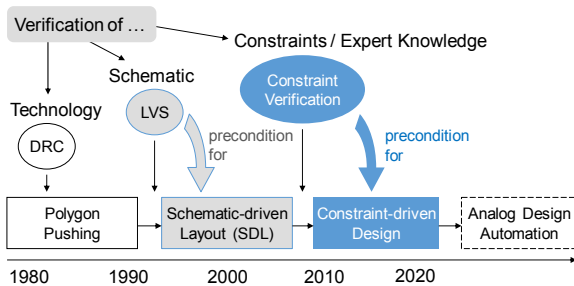 Verification of ...
Constraints / Expert Knowledge
Schematic
Constraint
Verification
Technology
LVS
precondition
for
precondition
for
DRC
Polygon
Pushing
Schematic-driven
Layout (SDL)
Constraint-driven
Design
Analog Design
Automation
1980
1990
2000
2010
2020